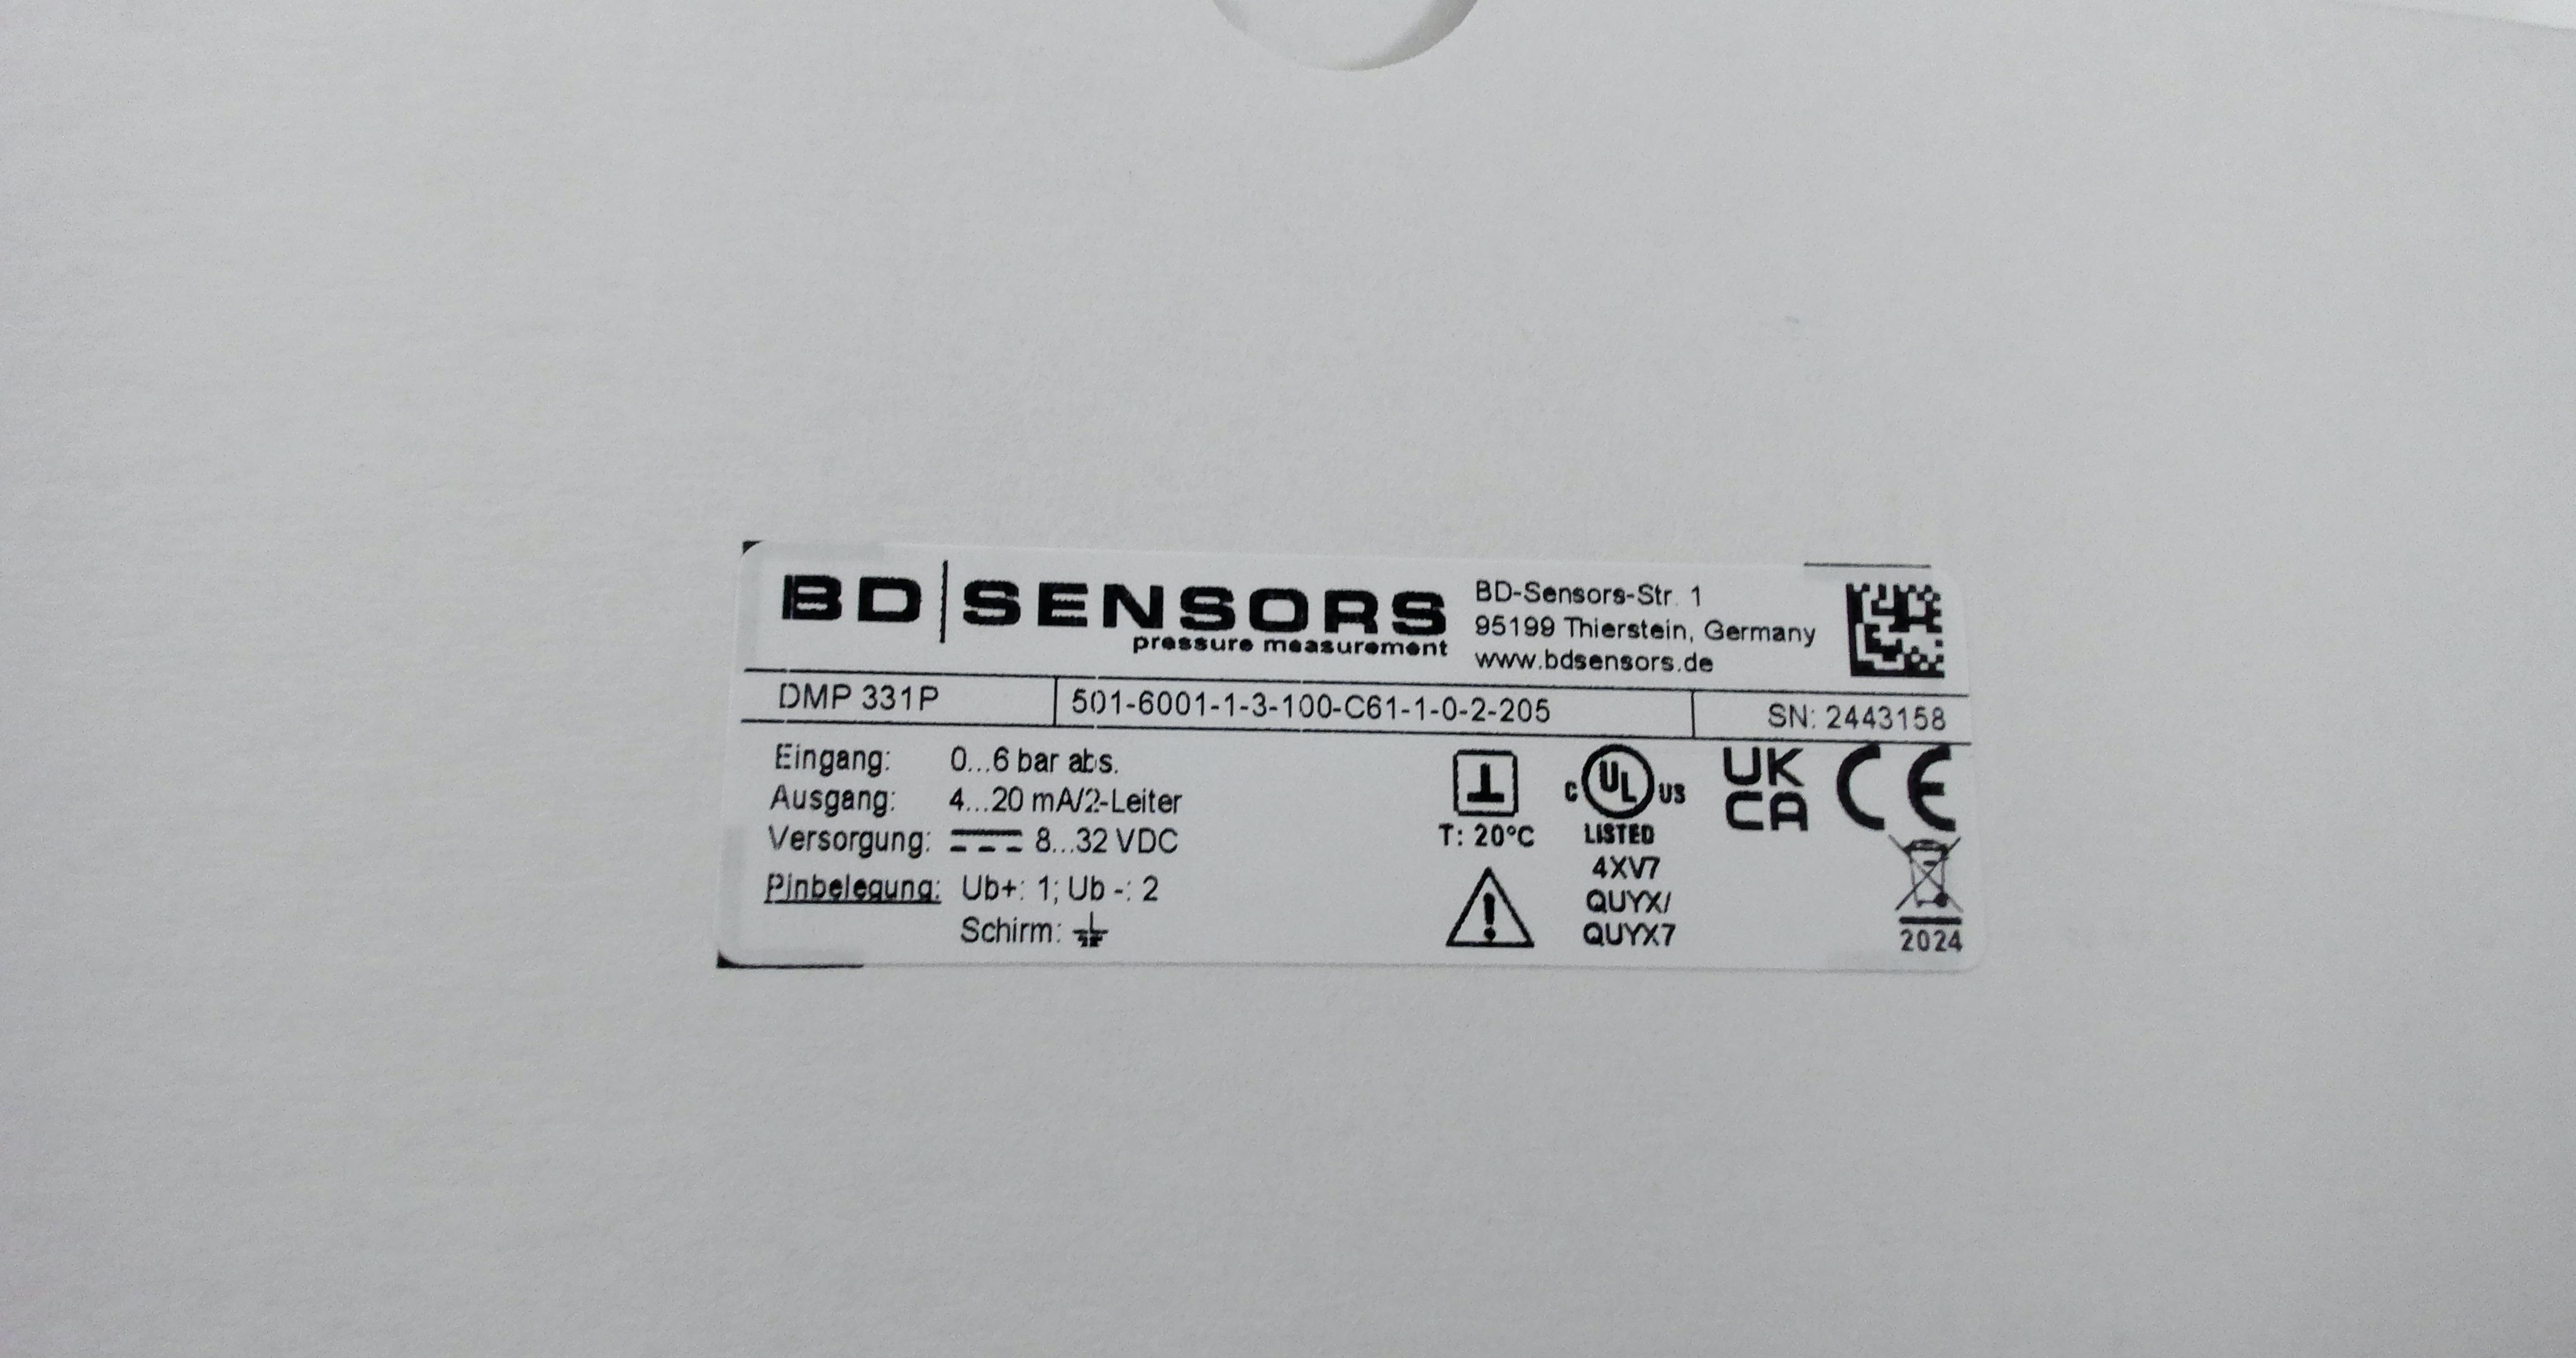 BD SENSORS
pressure measurement
BD-Sensors-Str. 1
95199 Thierstein, Germany
www.bdsensors.de
DMP 331P 501-6001-1-3-100-C61-1-0-2-205 SN: 2443158
Eingang: 0...6 bar abs.
Ausgang: 4...20 mA/2-Leiter
Versorgung: 8...32 VDC
Pinbelegung: Ub+: 1; Ub -: 2
Schirm:
T: 20°C
C UL US
LISTED
4XV7
QUYX/
QUYX7
UK
CA
CE
2024